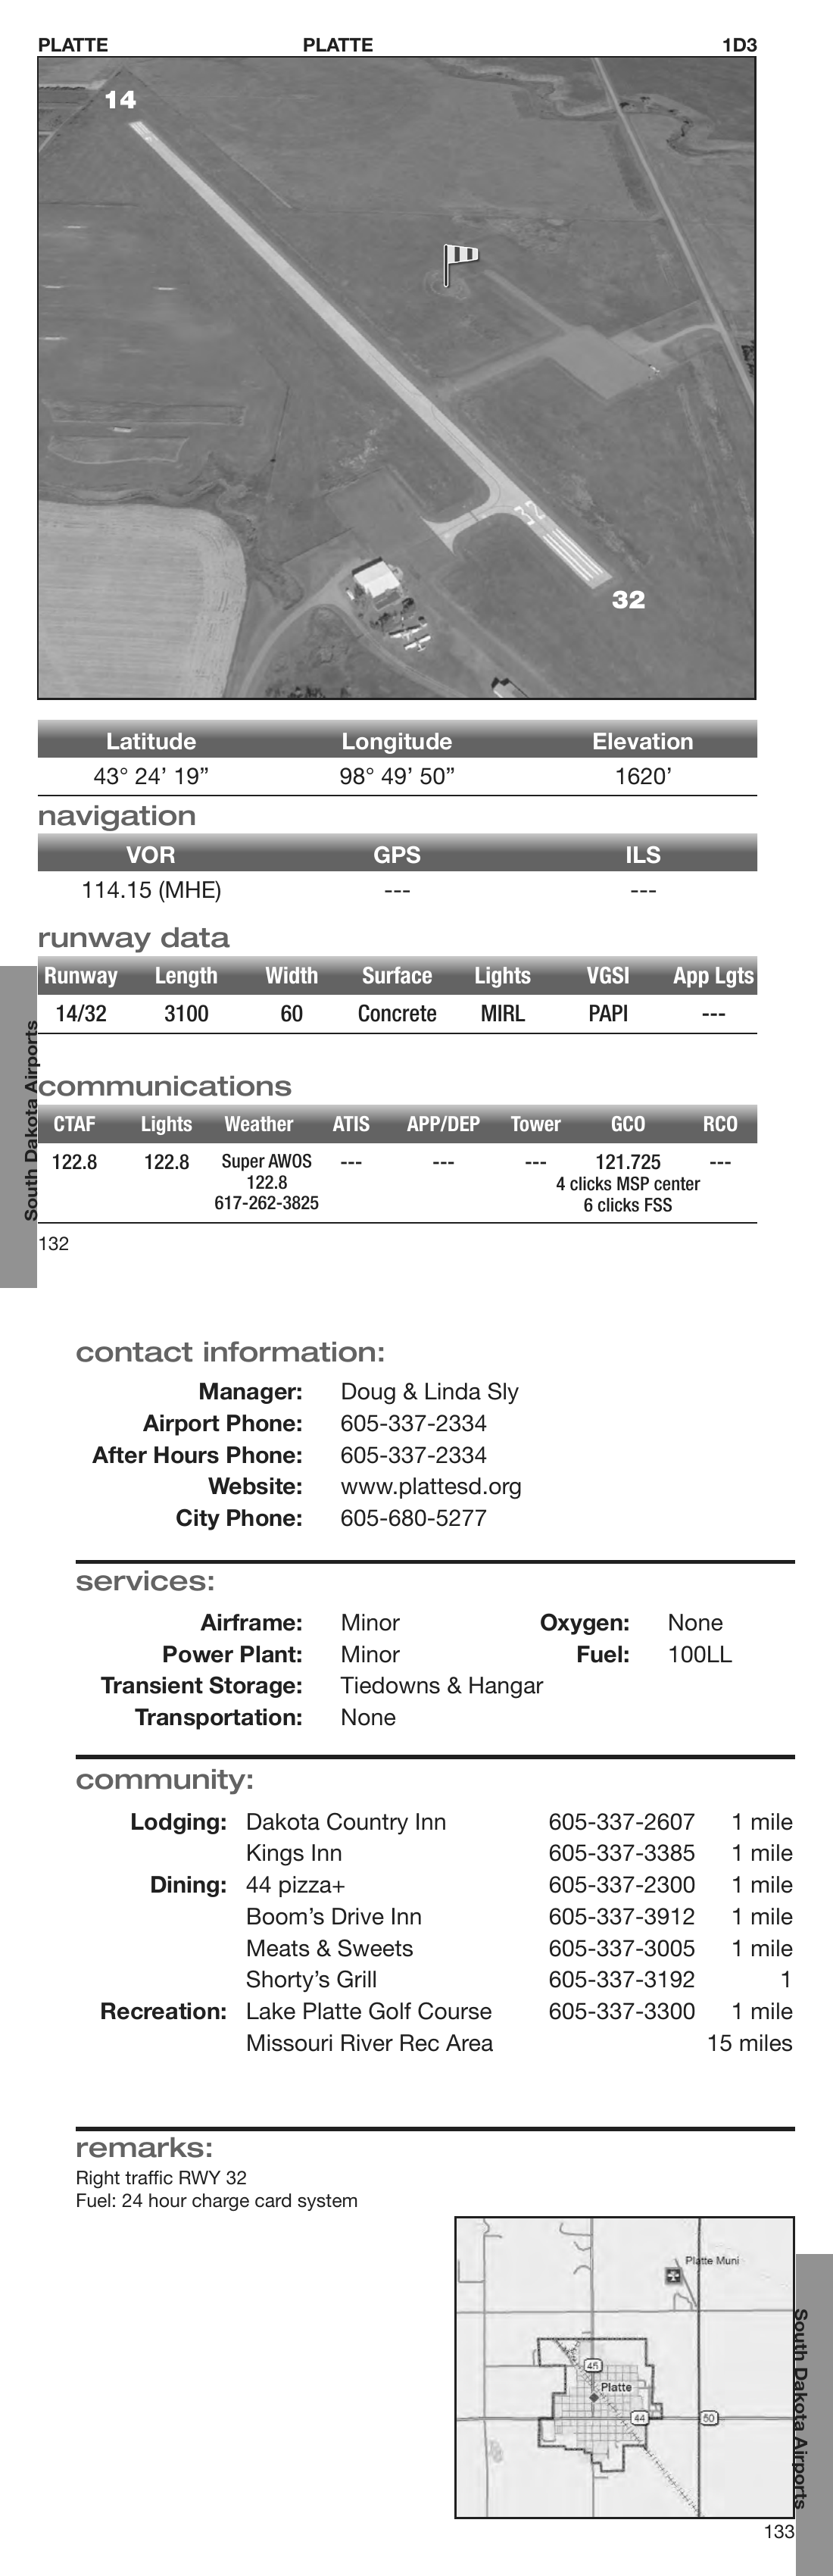 PLATTE PLATTE 1D3
14
32
32
Latitude Longitude Elevation
43° 24’ 19” 98° 49’ 50” 1620’
navigation
VOR GPS ILS
114.15 (MHE) --- ---
runway data
Runway Length Width Surface Lights VGSI App Lgts
14/32 3100 60 Concrete MIRL PAPI ---
South Dakota Airports
communications
CTAF Lights Weather ATIS APP/DEP Tower GCO RCO
122.8 122.8 Super AWOS --- --- --- 121.725 ---
122.8 4 clicks MSP center
617-262-3825 6 clicks FSS
132
contact information:
Manager: Doug & Linda Sly
Airport Phone: 605-337-2334
After Hours Phone: 605-337-2334
Website: www.plattesd.org
City Phone: 605-680-5277
services:
Airframe: Minor Oxygen: None
Power Plant: Minor Fuel: 100LL
Transient Storage: Tiedowns & Hangar
Transportation: None
community:
Lodging: Dakota Country Inn 605-337-2607 1 mile
Kings Inn 605-337-3385 1 mile
Dining: 44 pizza+ 605-337-2300 1 mile
Boom’s Drive Inn 605-337-3912 1 mile
Meats & Sweets 605-337-3005 1 mile
Shorty’s Grill 605-337-3192 1
Recreation: Lake Platte Golf Course 605-337-3300 1 mile
Missouri River Rec Area 15 miles
remarks:
Right traffic RWY 32
Fuel: 24 hour charge card system
Platte Muni
45
Platte
44 50
South Dakota Airports
133